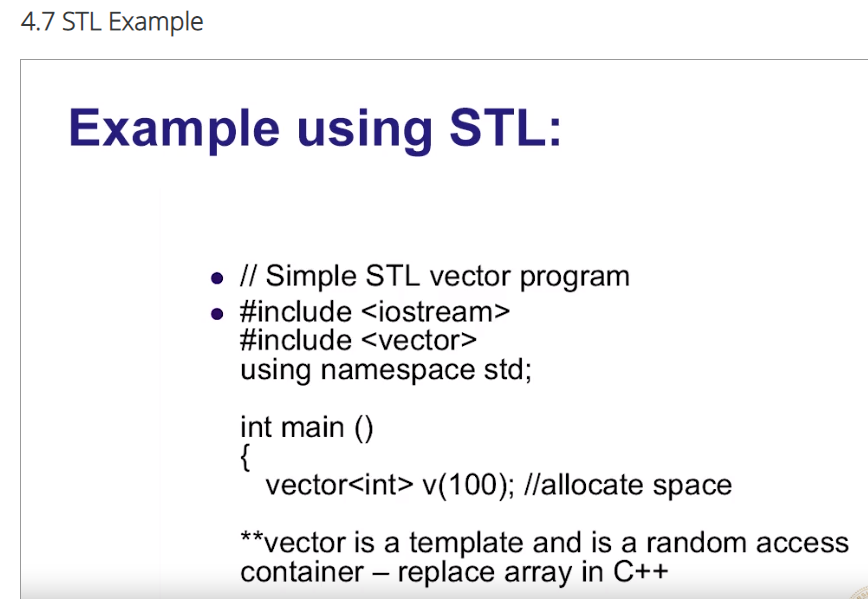 4.7 STL Example
Example using STL:
// Simple STL vector program
#include <iostream>
#include <vector>
using namespace std;
int main ()
{
vector<int> v(100); //allocate space
**vector is a template and is a random access
container – replace array in C++